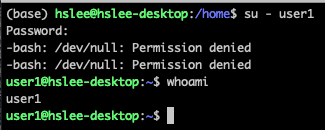 (base) hslee@hslee-desktop:/home$ su - user1
Password:
-bash: /dev/null: Permission denied
-bash: /dev/null: Permission denied
user1@hslee-desktop:~$ whoami
user1
user1@hslee-desktop:~$